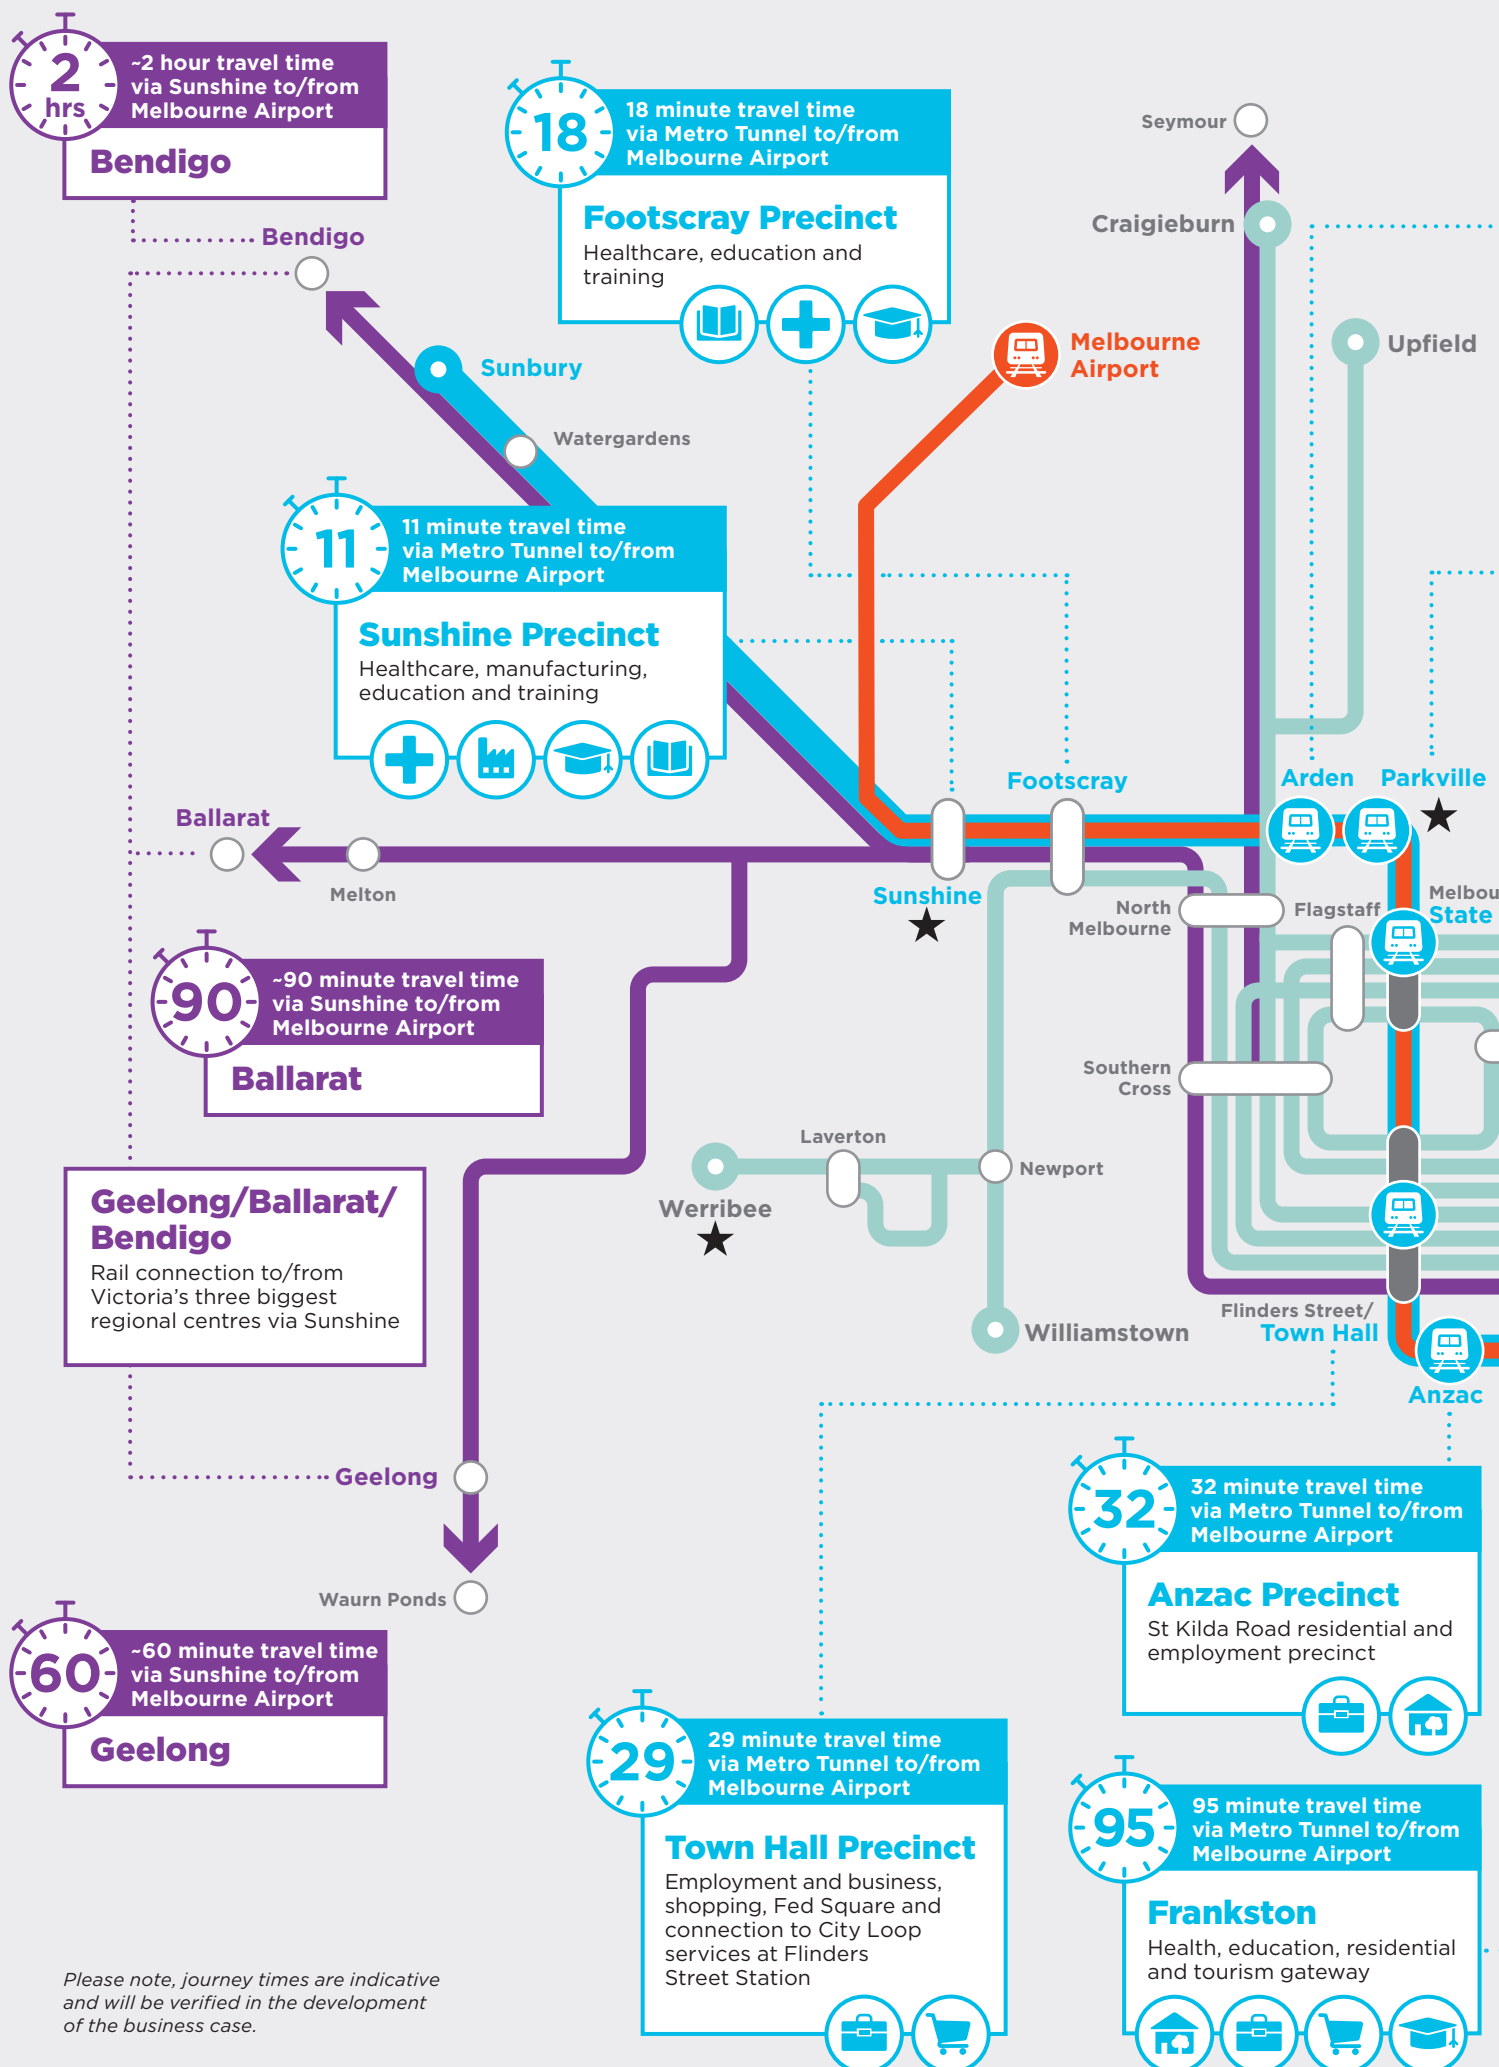 2
hrs
~2 hour travel time
via Sunshine to/from
Melbourne Airport
Bendigo
18
18 minute travel time
via Metro Tunnel to/from
Melbourne Airport
Footscray Precinct
Healthcare, education and
training
Seymour
Craigieburn
Bendigo
Melbourne
Airport
Upfield
Sunbury
Watergardens
11
11 minute travel time
via Metro Tunnel to/from
Melbourne Airport
Sunshine Precinct
Healthcare, manufacturing,
education and training
Footscray
Arden
Parkville
Ballarat
Melton
Sunshine
North
Melbourne
Flagstaff
Melbou
State
90
~90 minute travel time
via Sunshine to/from
Melbourne Airport
Ballarat
Southern
Cross
Laverton
Newport
Werribee
Geelong/Ballarat/
Bendigo
Rail connection to/from
Victoria's three biggest
regional centres via Sunshine
Williamstown
Flinders Street/
Town Hall
Anzac
Geelong
Waurn Ponds
32
32 minute travel time
via Metro Tunnel to/from
Melbourne Airport
Anzac Precinct
St Kilda Road residential and
employment precinct
60
~60 minute travel time
via Sunshine to/from
Melbourne Airport
Geelong
29
29 minute travel time
via Metro Tunnel to/from
Melbourne Airport
Town Hall Precinct
Employment and business,
shopping, Fed Square and
connection to City Loop
services at Flinders
Street Station
95
95 minute travel time
via Metro Tunnel to/from
Melbourne Airport
Frankston
Health, education, residential
and tourism gateway
Please note, journey times are indicative
and will be verified in the development
of the business case.